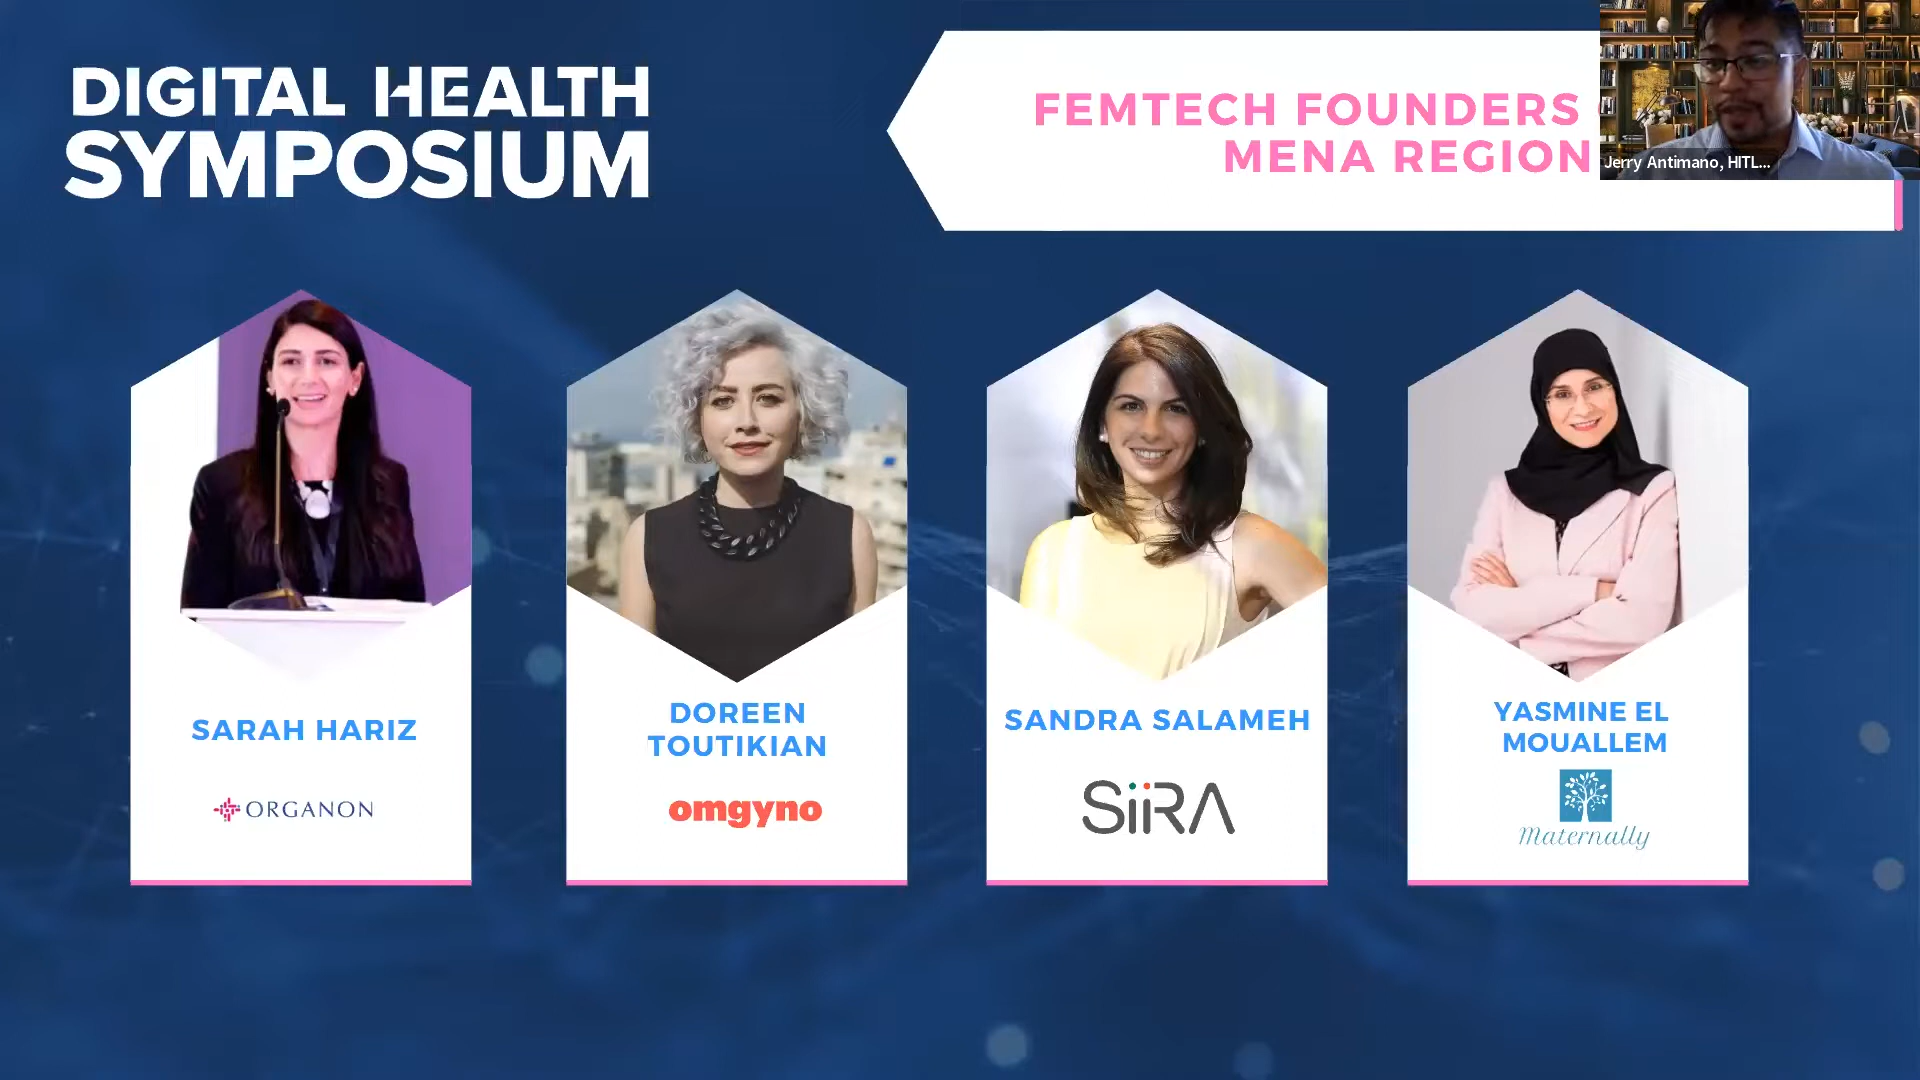 DIGITAL HEALTH
SYMPOSIUM
FEMTECH FOUNDERS
MENA REGION
Jerry Antimano, HITL...
SARAH HARIZ
ORGANON
DOREEN
TOUTIKIAN
omgyno
SANDRA SALAMEH
SiiRA
YASMINE EL
MOUALLEM
Maternally